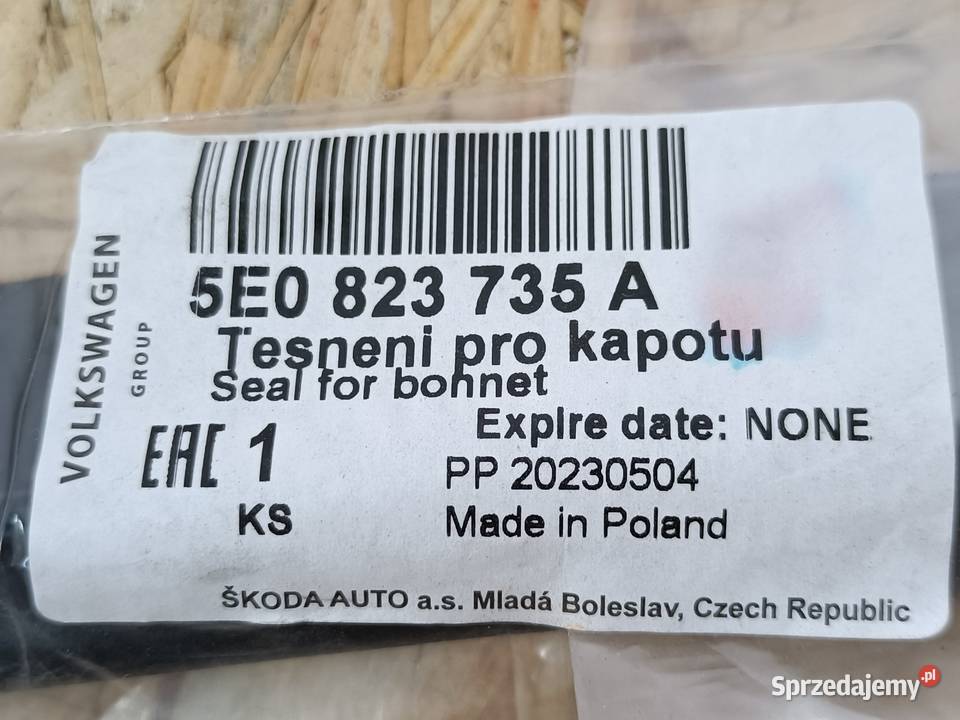 VOLKSWAGEN
GROUP
5E0 823 735 A
Tesneni pro kapotu
Seal for bonnet
Expire date: NONE
EAC 1
PP 20230504
KS
Made in Poland
ŠKODA AUTO a.s. Mladá Boleslav, Czech Republic
Sprzedajemy.pl